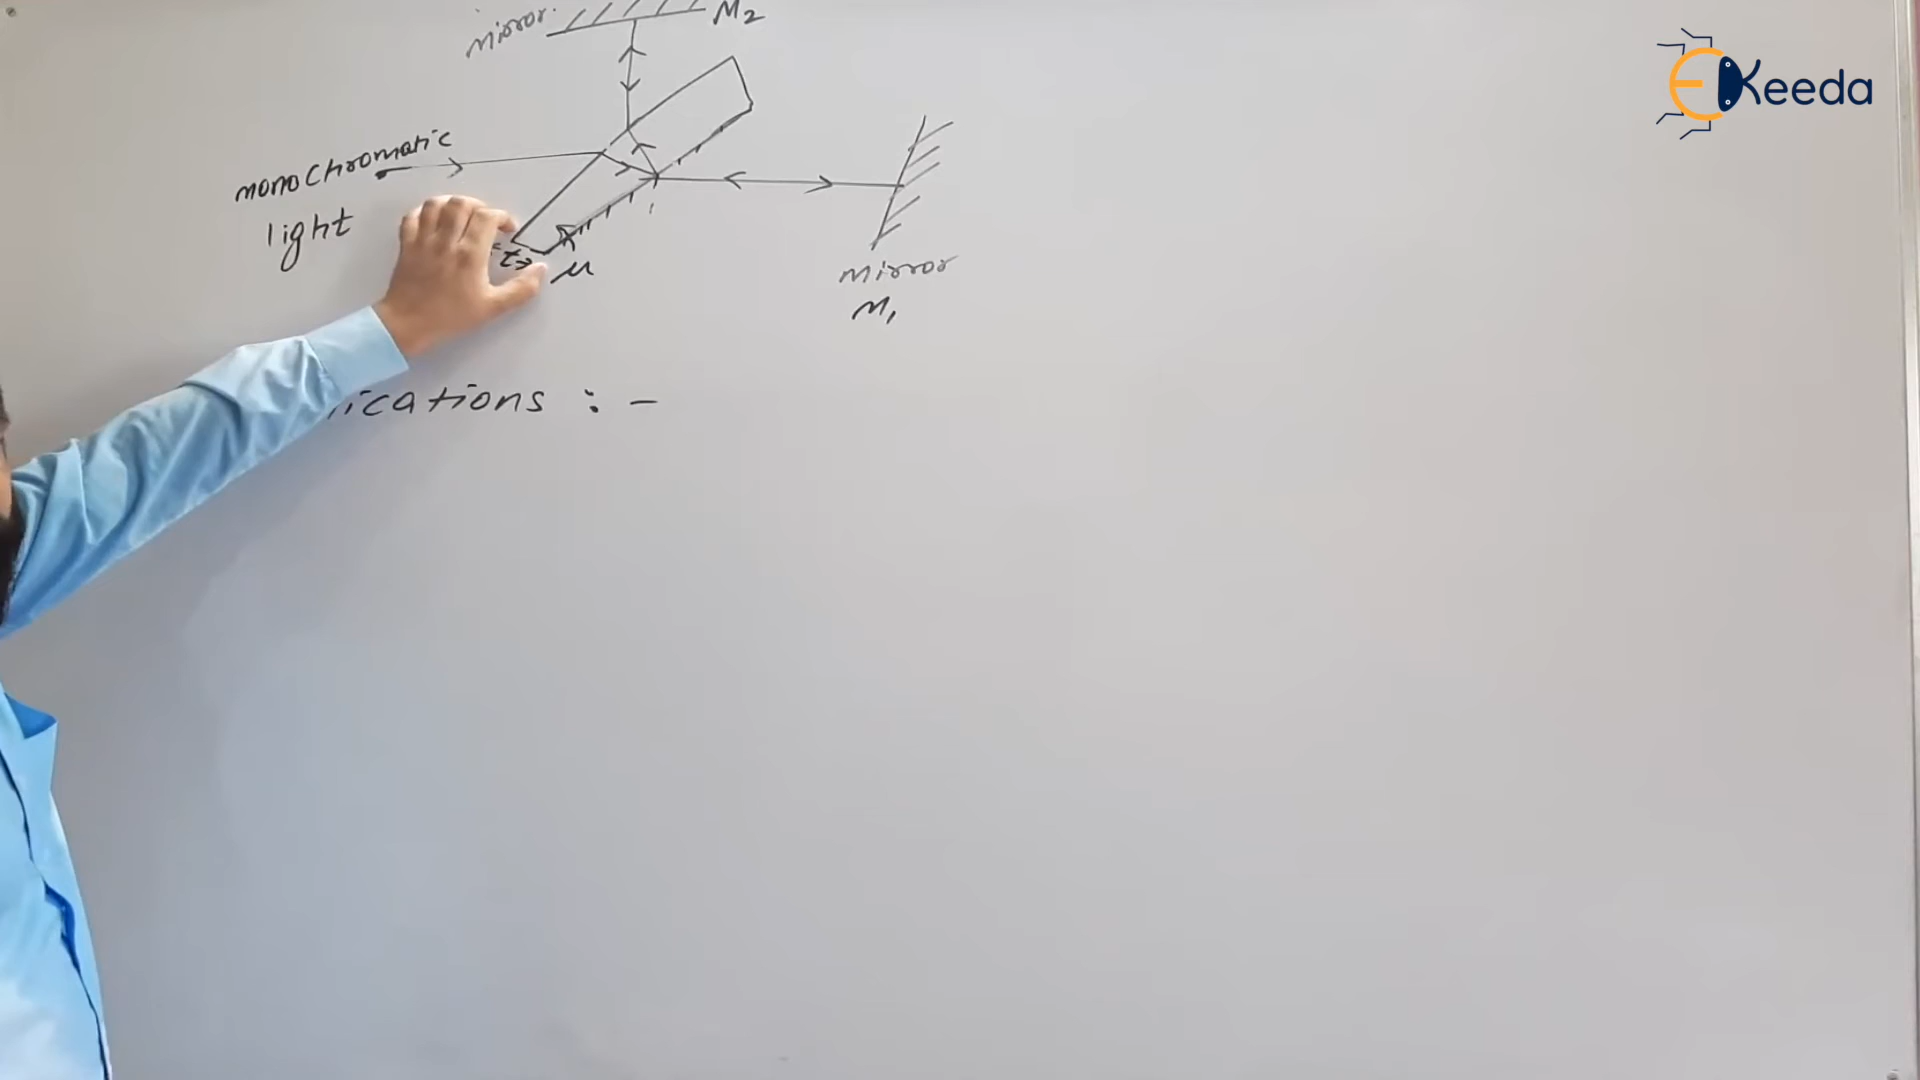 mirror. M2
monochromatic
light
t
μ
mirror
M1
ications : -
EKeeda